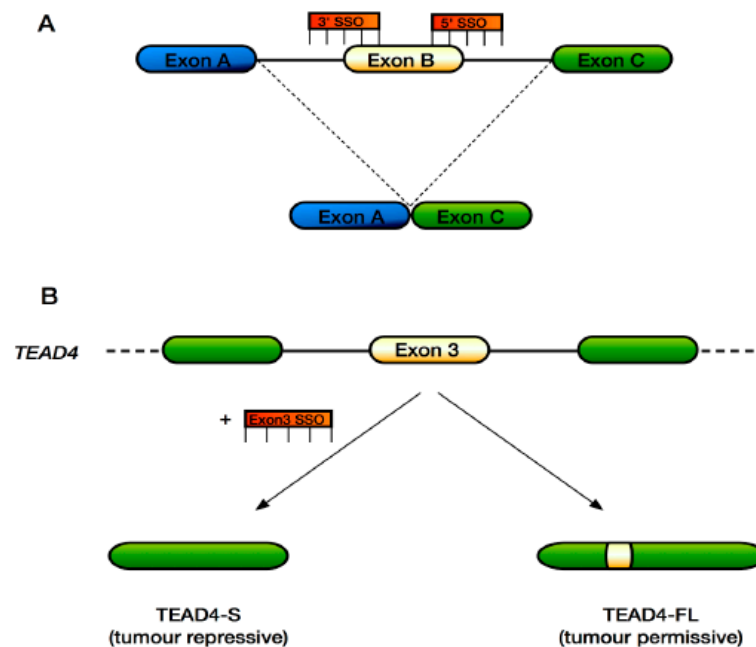 A
3' SSO
5' SSO
Exon A
Exon B
Exon C
Exon A
Exon C
B
TEAD4
Exon 3
+
Exon3 SSO
TEAD4-S
(tumour repressive)
TEAD4-FL
(tumour permissive)